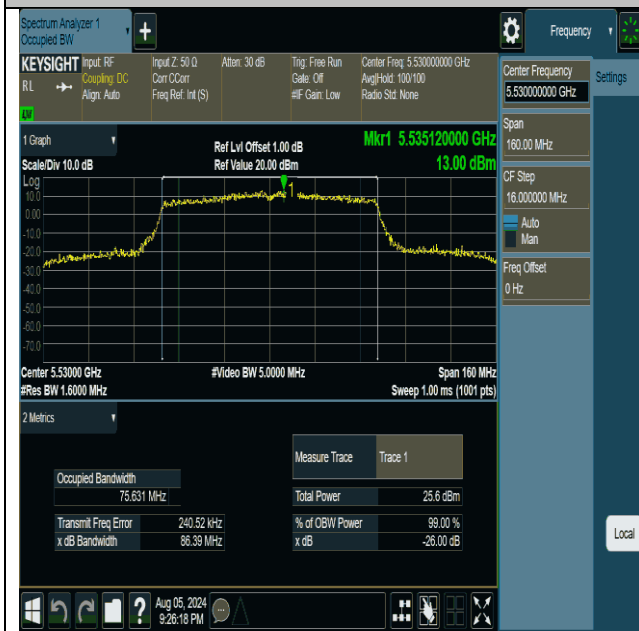 Spectrum Analyzer 1
Occupied BW
+
Frequency
KEYSIGHT
RL
Input: RF
Coupling: DC
Align: Auto
Input Z: 50 Ω
Corr CCorr
Freq Ref: Int (S)
Atten: 30 dB
Trig: Free Run
Gate: Off
#IF Gain: Low
Center Freq: 5.530000000 GHz
Avg|Hold: 100/100
Radio Std: None
Center Frequency
5.530000000 GHz
Settings
Span
160.00 MHz
CF Step
16.000000 MHz
Auto
Man
Freq Offset
0 Hz
Local
1 Graph
Scale/Div 10.0 dB
Ref Lvl Offset 1.00 dB
Ref Value 20.00 dBm
Mkr1 5.535120000 GHz
13.00 dBm
Log
10.0
0.00
-10.0
-20.0
-30.0
-40.0
-50.0
-60.0
-70.0
1
Center 5.53000 GHz
#Res BW 1.6000 MHz
#Video BW 5.0000 MHz
Span 160 MHz
Sweep 1.00 ms (1001 pts)
2 Metrics
Occupied Bandwidth
75.631 MHz
Transmit Freq Error 240.52 kHz
x dB Bandwidth 86.39 MHz
Measure Trace Trace 1
Total Power 25.6 dBm
% of OBW Power 99.00 %
x dB -26.00 dB
?
Aug 05, 2024
9:26:18 PM